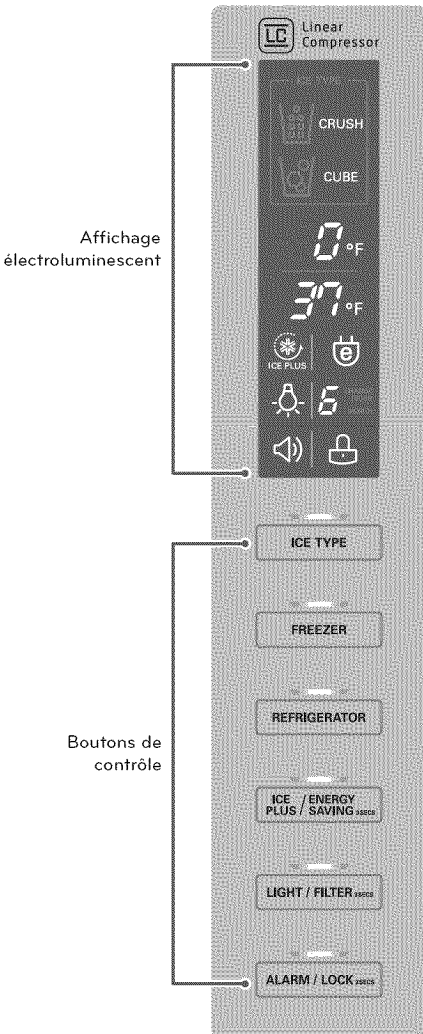 LC Linear
Compressor
ICE TYPE
CRUSH
CUBE
Affichage
électroluminescent
0°F
37°F
ICE PLUS
e
6
ICE TYPE
FREEZER
REFRIGERATOR
Boutons de
contrôle
ICE PLUS / ENERGY SAVING 3SECS
LIGHT / FILTER 3SECS
ALARM / LOCK 3SECS